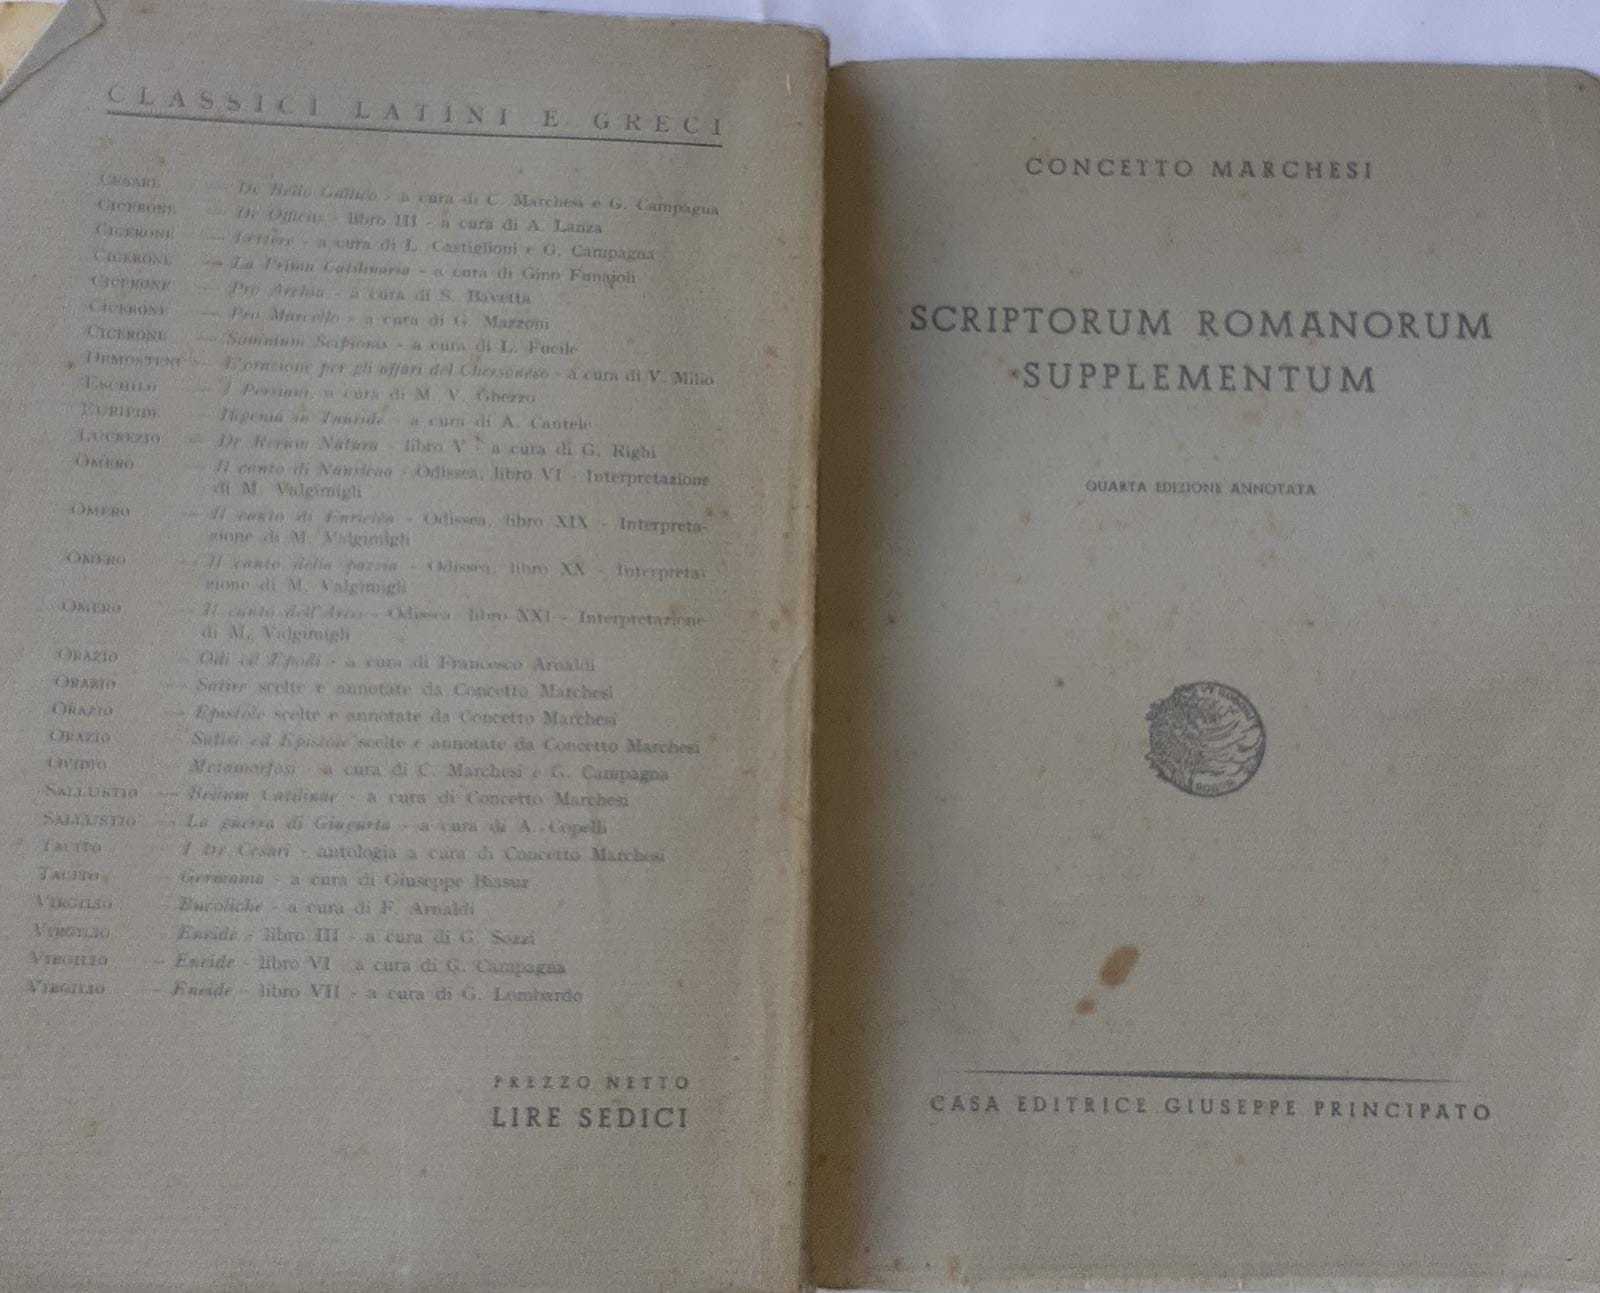 CLASSICI LATINI E GRECI
CESARE — De Bello Gallico - a cura di C. Marchesi e G. Campagna
CICERONE — De Officiis - libro III - a cura di A. Lanza
CICERONE — Lettere - a cura di L. Castiglioni e G. Campagna
CICERONE — La Prima Catilinaria - a cura di Gino Funajoli
CICERONE — Pro Archia - a cura di S. Bavetta
CICERONE — Pro Marcello - a cura di G. Mazzoni
CICERONE — Somnium Scipionis - a cura di L. Fucile
DEMOSTENE — L'orazione per gli affari del Chersoneso - a cura di V. Milio
ESCHILO — I Persiani, a cura di M. V. Ghezzo
EURIPIDE — Ifigenia in Tauride - a cura di A. Cantele
LUCREZIO — De Rerum Natura - libro V - a cura di G. Righi
OMERO — Il canto di Nausicaa - Odissea, libro VI - Interpretazione
di M. Valgimigli
OMERO — Il canto di Euriclea - Odissea, libro XIX - Interpreta-
zione di M. Valgimigli
OMERO — Il canto della - Odissea, libro XX - Interpreta-
zione di M. Valgimigli
OMERO — Il canto dell'Arco - Odissea, libro XXI - Interpretazione
di M. Valgimigli
ORAZIO — Odi ed Epodi - a cura di Francesco Arnaldi
ORAZIO — Satire scelte e annotate da Concetto Marchesi
ORAZIO — Epistole scelte e annotate da Concetto Marchesi
ORAZIO — Satire ed Epistole scelte e annotate da Concetto Marchesi
OVIDIO — Metamorfosi - a cura di C. Marchesi e G. Campagna
SALLUSTIO — Bellum Catilinae - a cura di Concetto Marchesi
SALLUSTIO — La guerra di Giugurta - a cura di A. Copelli
TACITO — I Cesari - antologia a cura di Concetto Marchesi
TACITO — Germania - a cura di Giuseppe
VIRGILIO — Bucoliche - a cura di F. Arnaldi
VIRGILIO — Eneide - libro III - a cura di G. Sozzi
VIRGILIO — Eneide - libro VI - a cura di G. Campagna
VIRGILIO — Eneide - libro VII - a cura di G. Lombardo
PREZZO NETTO
LIRE SEDICI
CONCETTO MARCHESI
SCRIPTORUM ROMANORUM
SUPPLEMENTUM
QUARTA EDIZIONE ANNOTATA
CASA EDITRICE GIUSEPPE PRINCIPATO